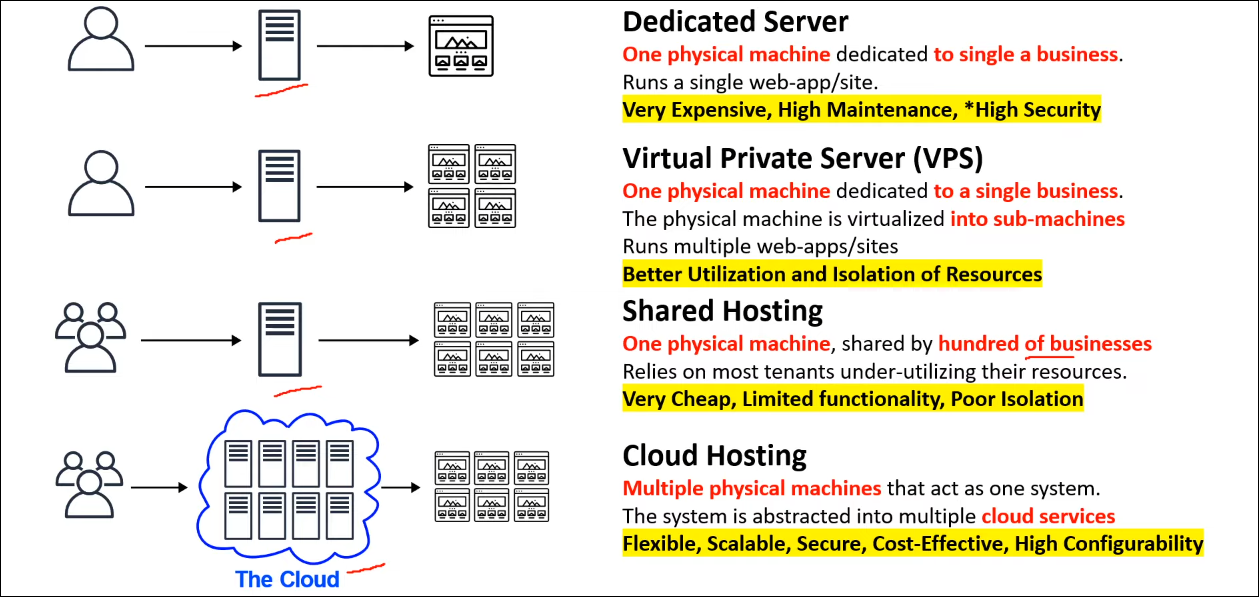 Dedicated Server
One physical machine dedicated to single a business.
Runs a single web-app/site.
Very Expensive, High Maintenance, *High Security
Virtual Private Server (VPS)
One physical machine dedicated to a single business.
The physical machine is virtualized into sub-machines
Runs multiple web-apps/sites
Better Utilization and Isolation of Resources
Shared Hosting
One physical machine, shared by hundred of businesses
Relies on most tenants under-utilizing their resources.
Very Cheap, Limited functionality, Poor Isolation
Cloud Hosting
Multiple physical machines that act as one system.
The system is abstracted into multiple cloud services
Flexible, Scalable, Secure, Cost-Effective, High Configurability
The Cloud